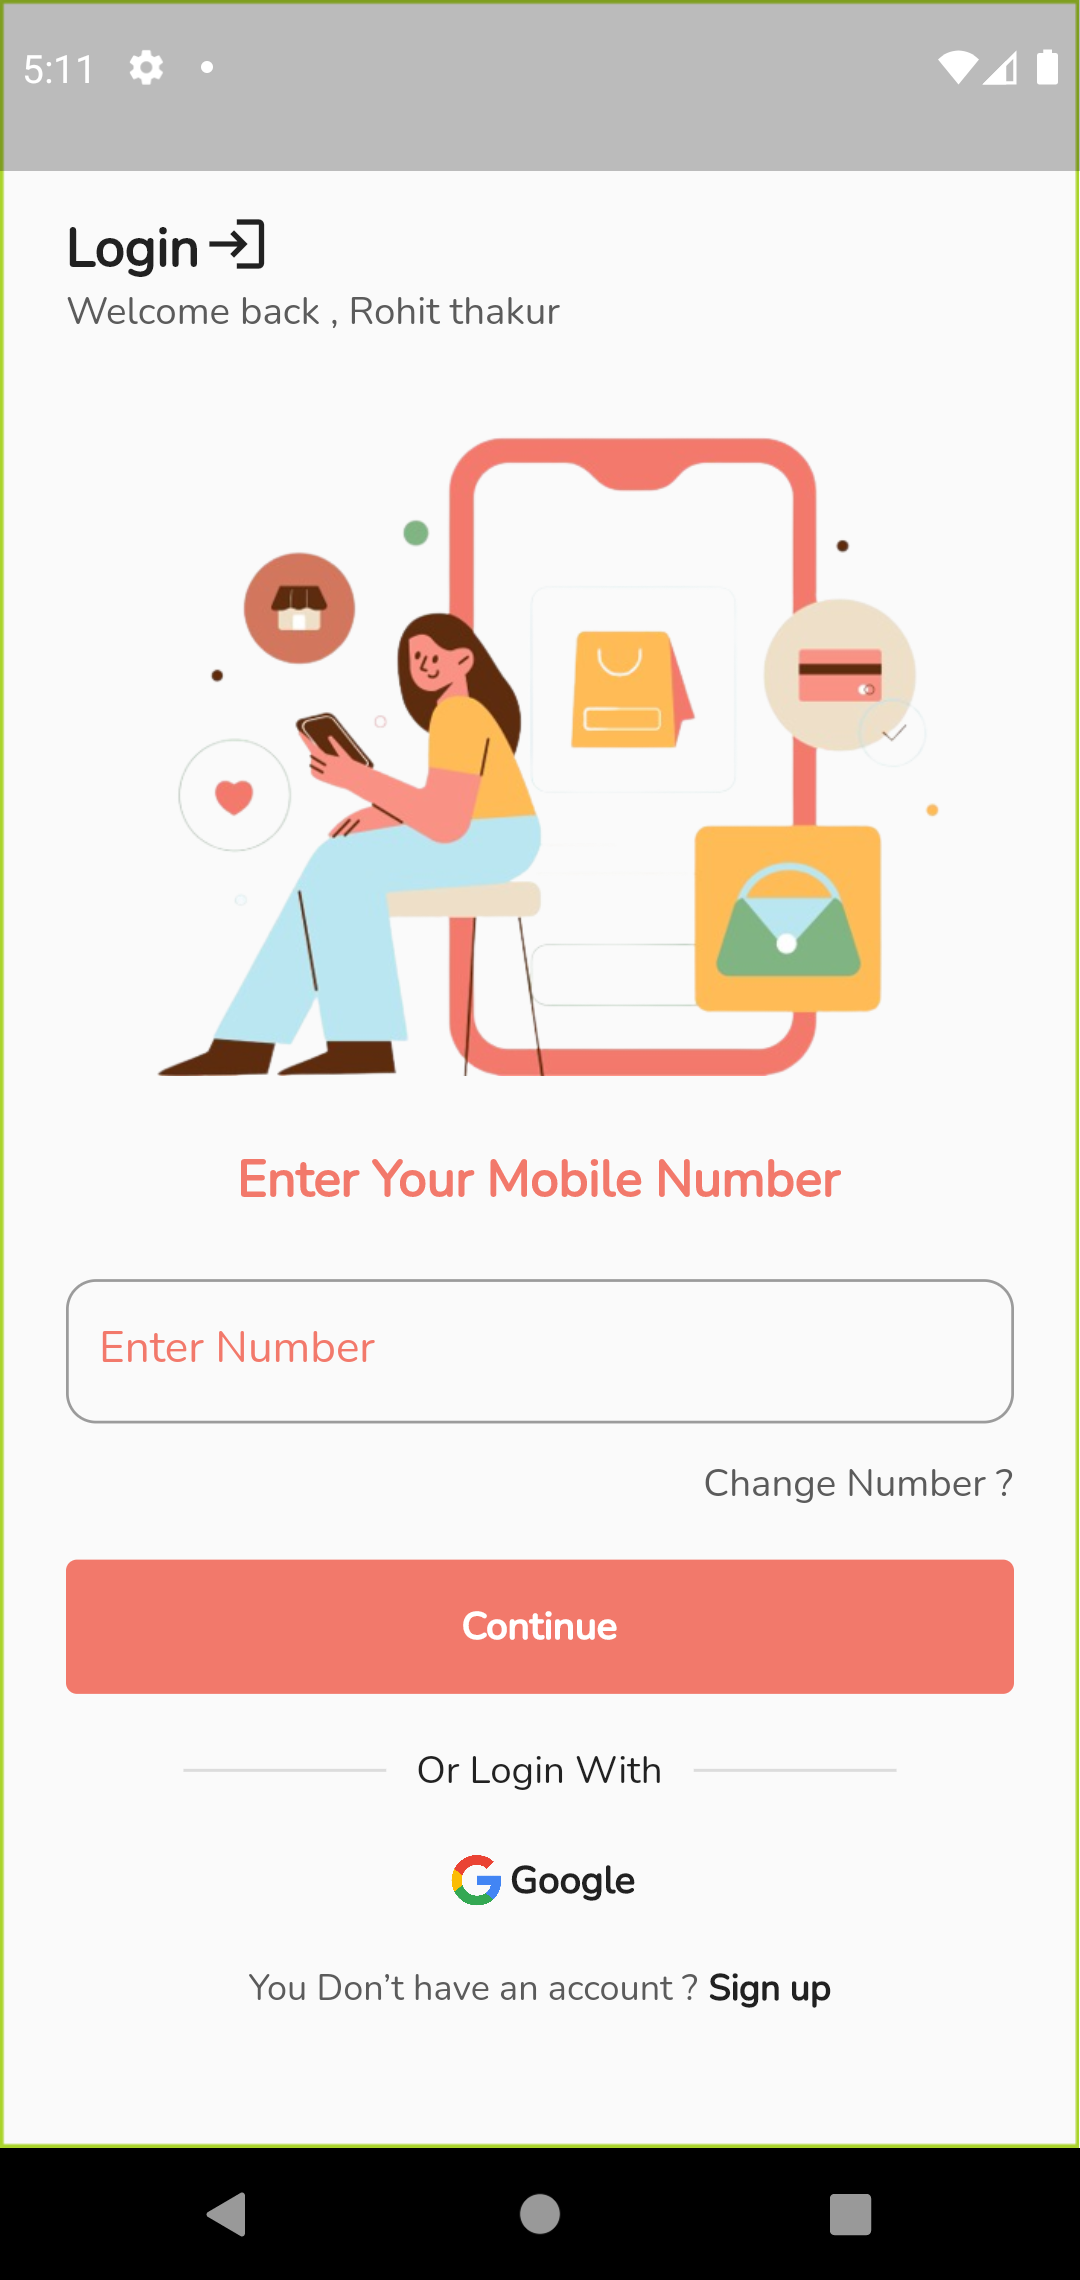 5:11
Login
Welcome back , Rohit thakur
Enter Your Mobile Number
Enter Number
Change Number ?
Continue
Or Login With
Google
You Don’t have an account ? Sign up